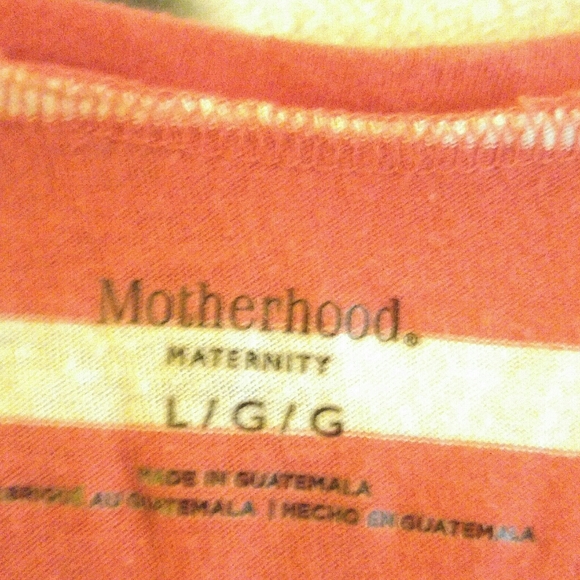 Motherhood®
MATERNITY
L / G / G
MADE IN GUATEMALA
AU GUATEMALA | HECHO EN GUATEMALA